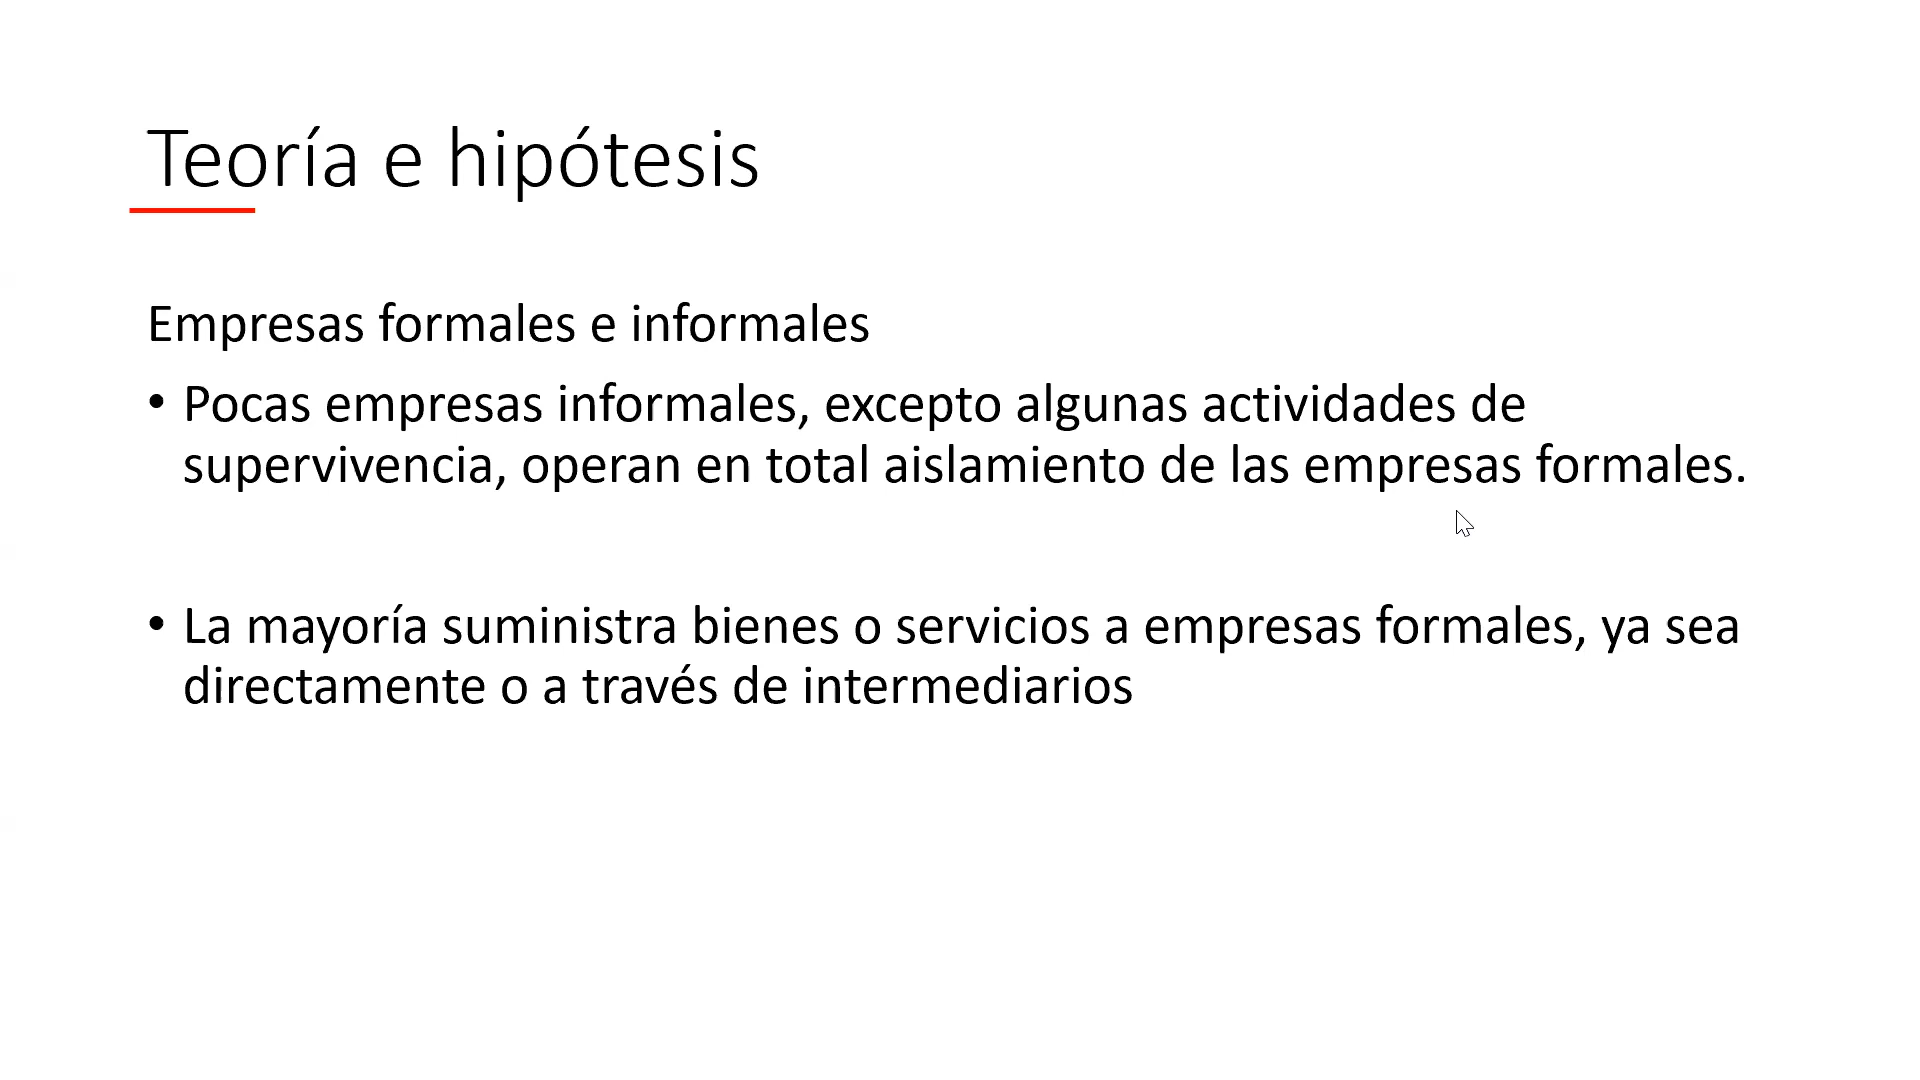 Teoría e hipótesis
Empresas formales e informales
• Pocas empresas informales, excepto algunas actividades de
supervivencia, operan en total aislamiento de las empresas formales.
• La mayoría suministra bienes o servicios a empresas formales, ya sea
directamente o a través de intermediarios